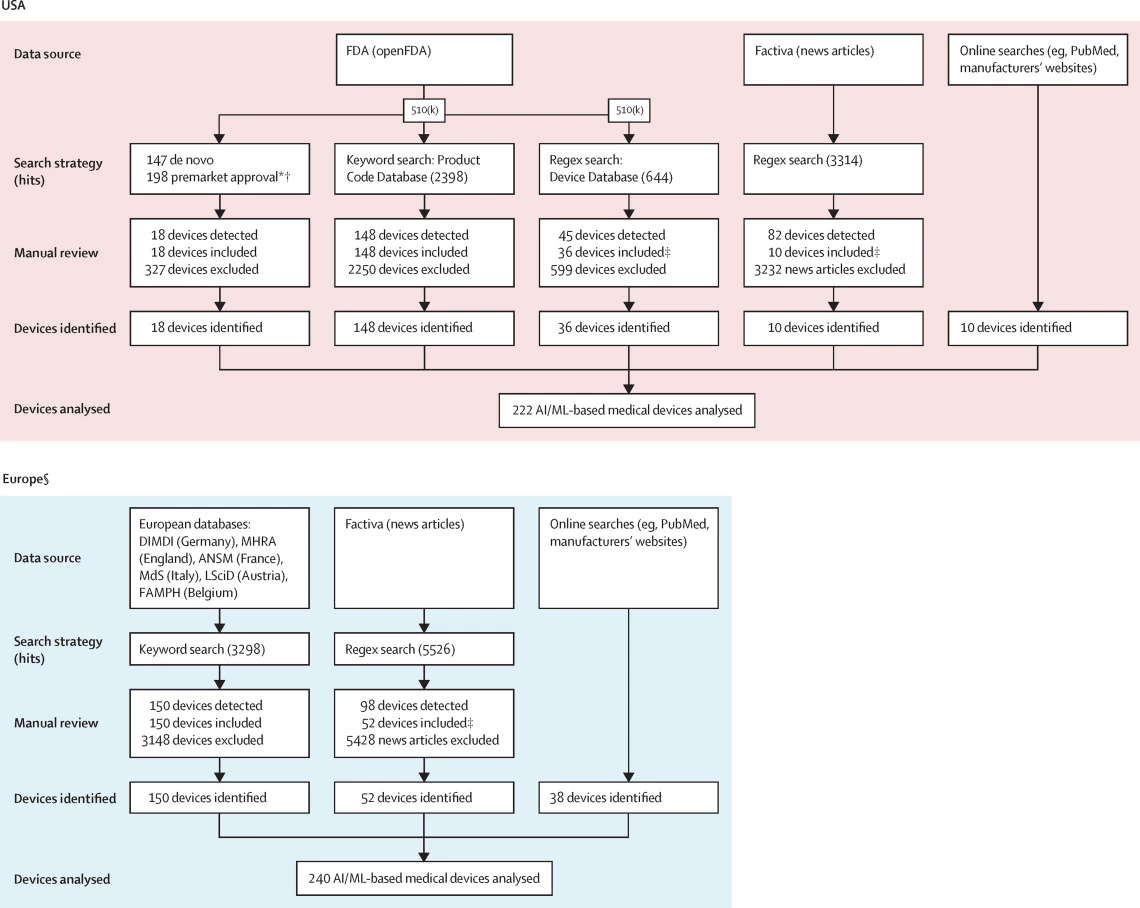 USA
Data source
FDA (openFDA)
Factiva (news articles)
Online searches (eg, PubMed,
manufacturers’ websites)
510(k)
510(k)
Search strategy
(hits)
147 de novo
198 premarket approval*†
Keyword search: Product
Code Database (2398)
Regex search:
Device Database (644)
Regex search (3314)
Manual review
18 devices detected
18 devices included
327 devices excluded
148 devices detected
148 devices included
2250 devices excluded
45 devices detected
36 devices included‡
599 devices excluded
82 devices detected
10 devices included‡
3232 news articles excluded
Devices identified
18 devices identified
148 devices identified
36 devices identified
10 devices identified
10 devices identified
Devices analysed
222 AI/ML-based medical devices analysed
Europe§
Data source
European databases:
DIMDI (Germany), MHRA
(England), ANSM (France),
MdS (Italy), LSciD (Austria),
FAMPH (Belgium)
Factiva (news articles)
Online searches (eg, PubMed,
manufacturers’ websites)
Search strategy
(hits)
Keyword search (3298)
Regex search (5526)
Manual review
150 devices detected
150 devices included
3148 devices excluded
98 devices detected
52 devices included‡
5428 news articles excluded
Devices identified
150 devices identified
52 devices identified
38 devices identified
Devices analysed
240 AI/ML-based medical devices analysed